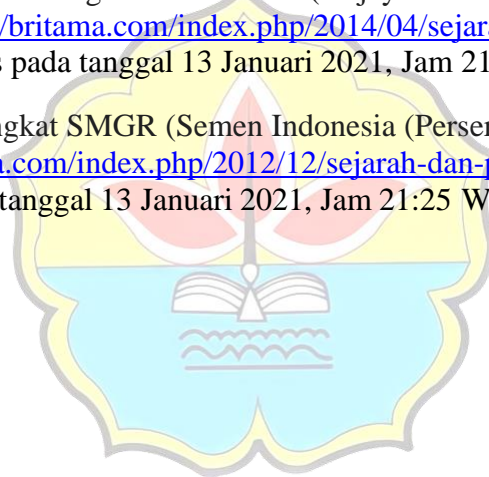 /britama.com/index.php/2014/04/sejara
pada tanggal 13 Januari 2021, Jam 21
ngkat SMGR (Semen Indonesia (Perser
a.com/index.php/2012/12/sejarah-dan-p
tanggal 13 Januari 2021, Jam 21:25 W